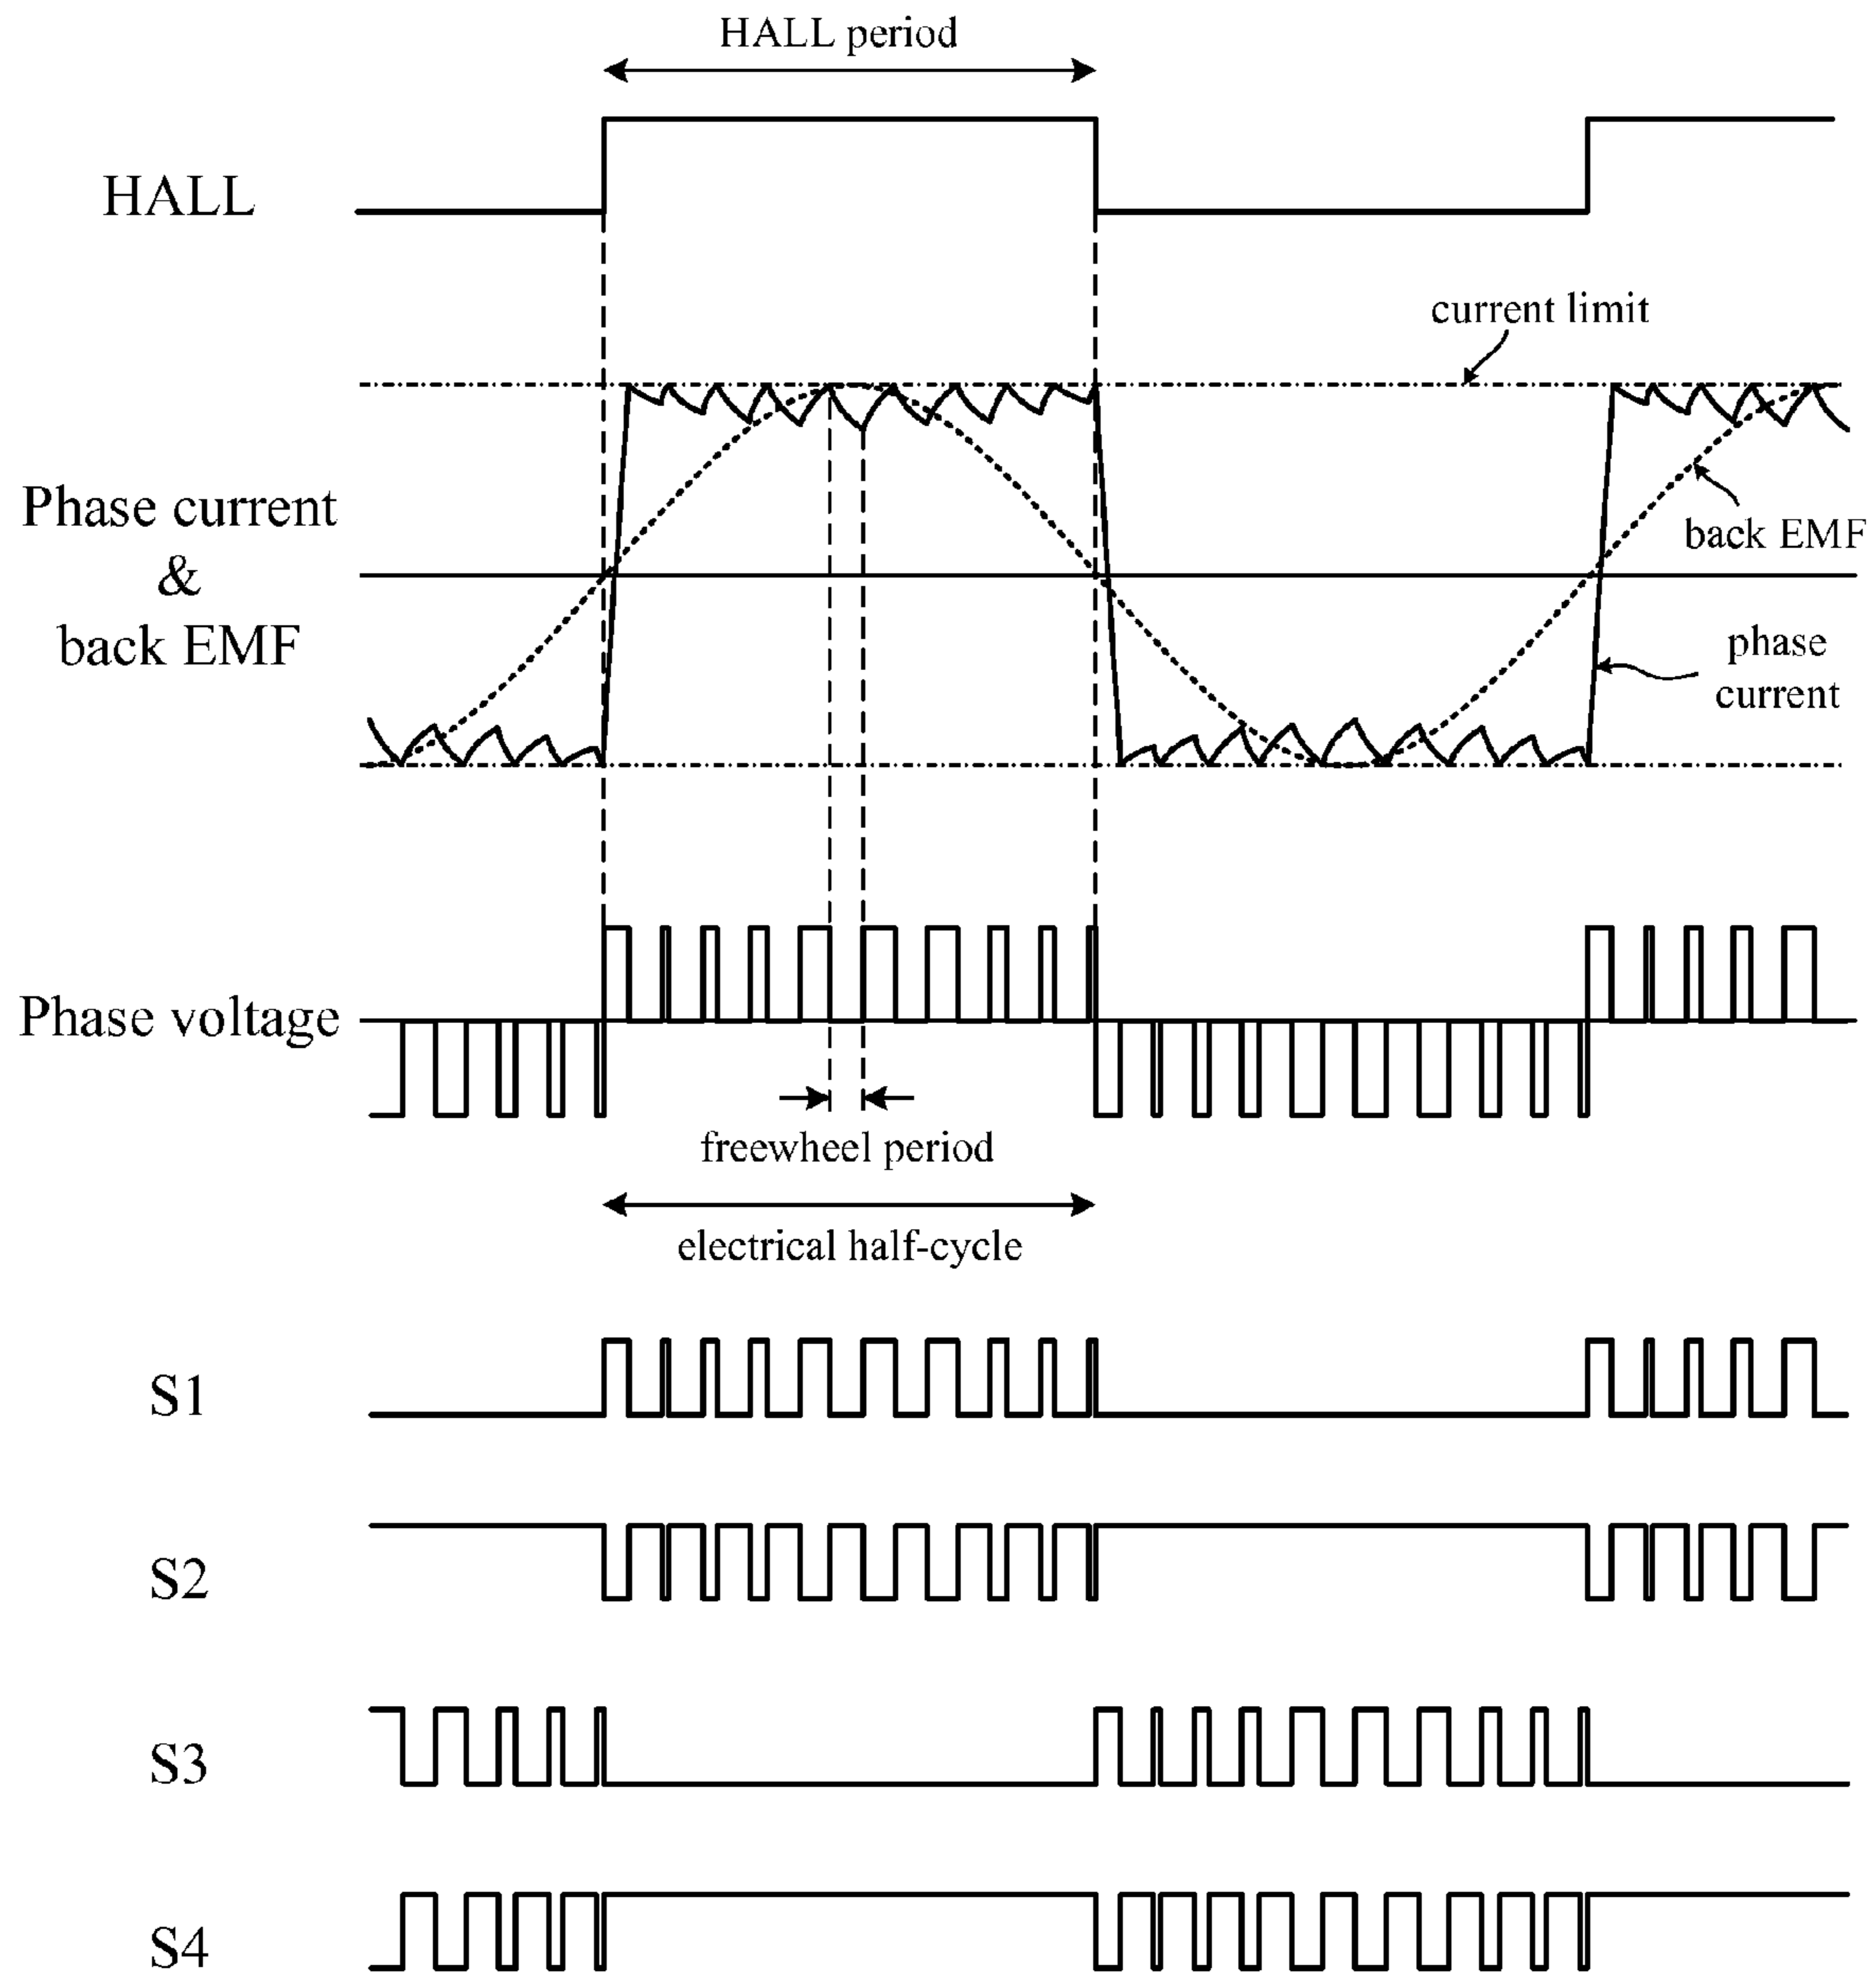 HALL period
HALL
current limit
Phase current
&
back EMF
back EMF
phase
current
Phase voltage
freewheel period
electrical half-cycle
S1
S2
S3
S4